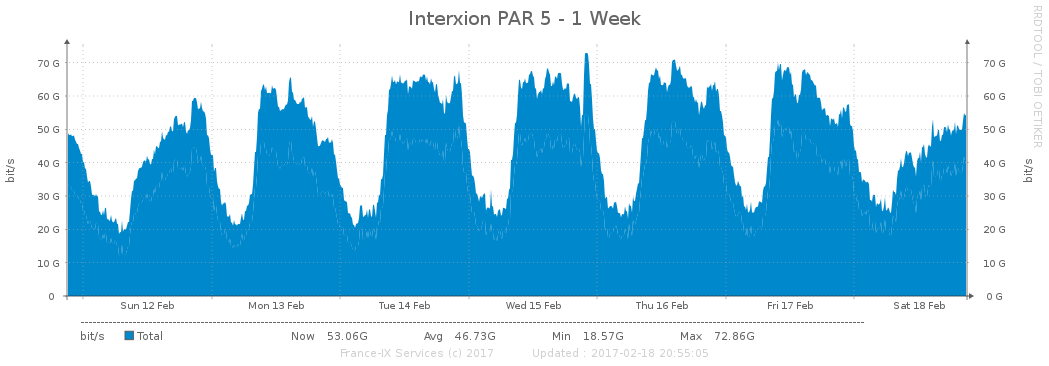 Interxion PAR 5 - 1 Week
RRDTOOL / TOBI OETIKER
bit/s
70 G 70 G
60 G 60 G
50 G 50 G
40 G 40 G
30 G 30 G
20 G 20 G
10 G 10 G
0 0 G
bit/s
Sun 12 Feb Mon 13 Feb Tue 14 Feb Wed 15 Feb Thu 16 Feb Fri 17 Feb Sat 18 Feb
bit/s Total Now 53.06G Avg 46.73G Min 18.57G Max 72.86G
France-IX Services (c) 2017 Updated : 2017-02-18 20:55:05